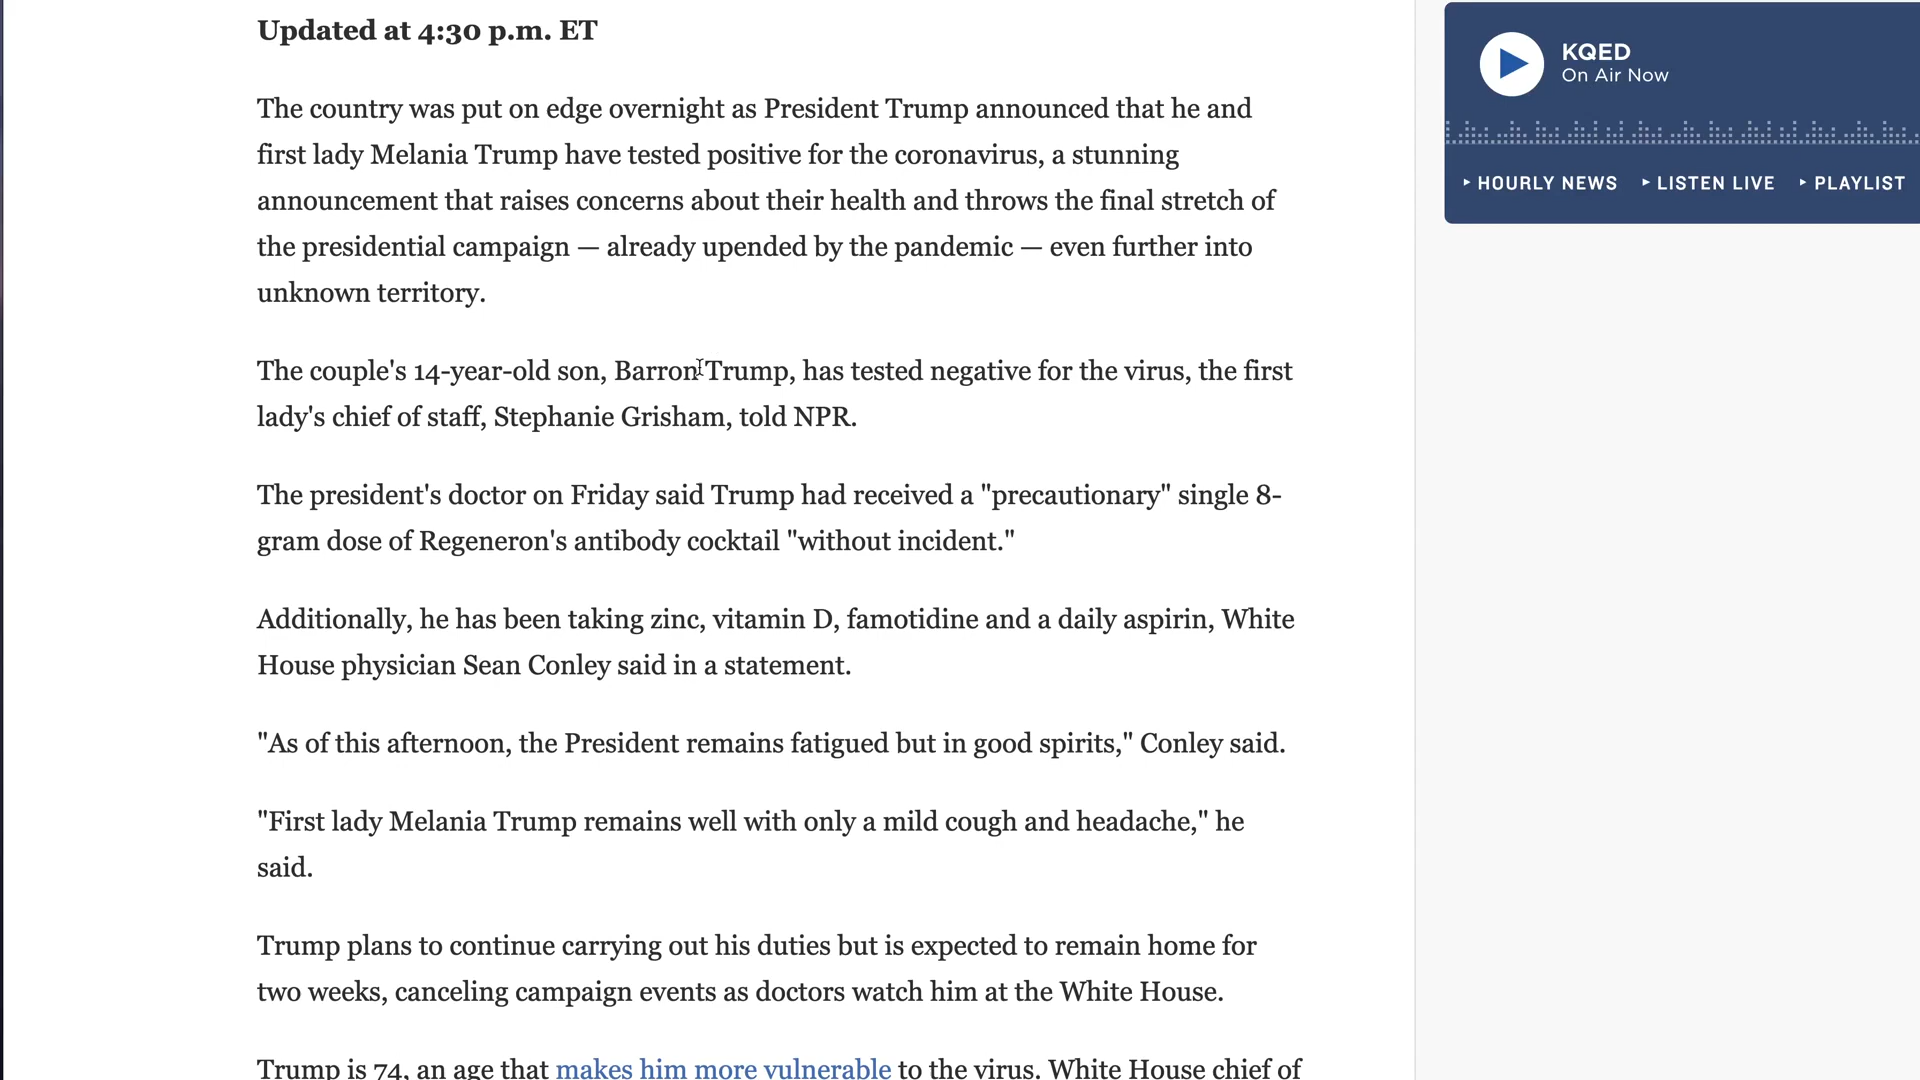 Updated at 4:30 p.m. ET
The country was put on edge overnight as President Trump announced that he and
first lady Melania Trump have tested positive for the coronavirus, a stunning
announcement that raises concerns about their health and throws the final stretch of
the presidential campaign — already upended by the pandemic — even further into
unknown territory.
The couple's 14-year-old son, Barron Trump, has tested negative for the virus, the first
lady's chief of staff, Stephanie Grisham, told NPR.
The president's doctor on Friday said Trump had received a "precautionary" single 8-
gram dose of Regeneron's antibody cocktail "without incident."
Additionally, he has been taking zinc, vitamin D, famotidine and a daily aspirin, White
House physician Sean Conley said in a statement.
"As of this afternoon, the President remains fatigued but in good spirits," Conley said.
"First lady Melania Trump remains well with only a mild cough and headache," he
said.
Trump plans to continue carrying out his duties but is expected to remain home for
two weeks, canceling campaign events as doctors watch him at the White House.
Trump is 74, an age that makes him more vulnerable to the virus. White House chief of
KQED
On Air Now
HOURLY NEWS LISTEN LIVE PLAYLIST